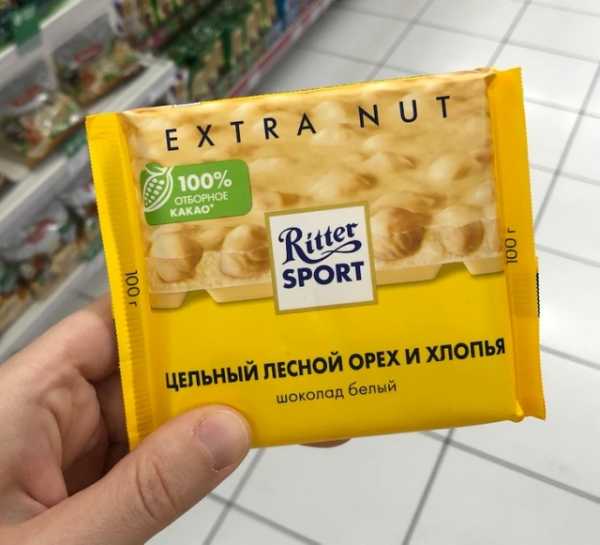 EXTRA NUT
100%
ОТБОРНОЕ
КАКАО*
Ritter
SPORT
100 г
100 г
ЦЕЛЬНЫЙ ЛЕСНОЙ ОРЕХ И ХЛОПЬЯ
шоколад белый